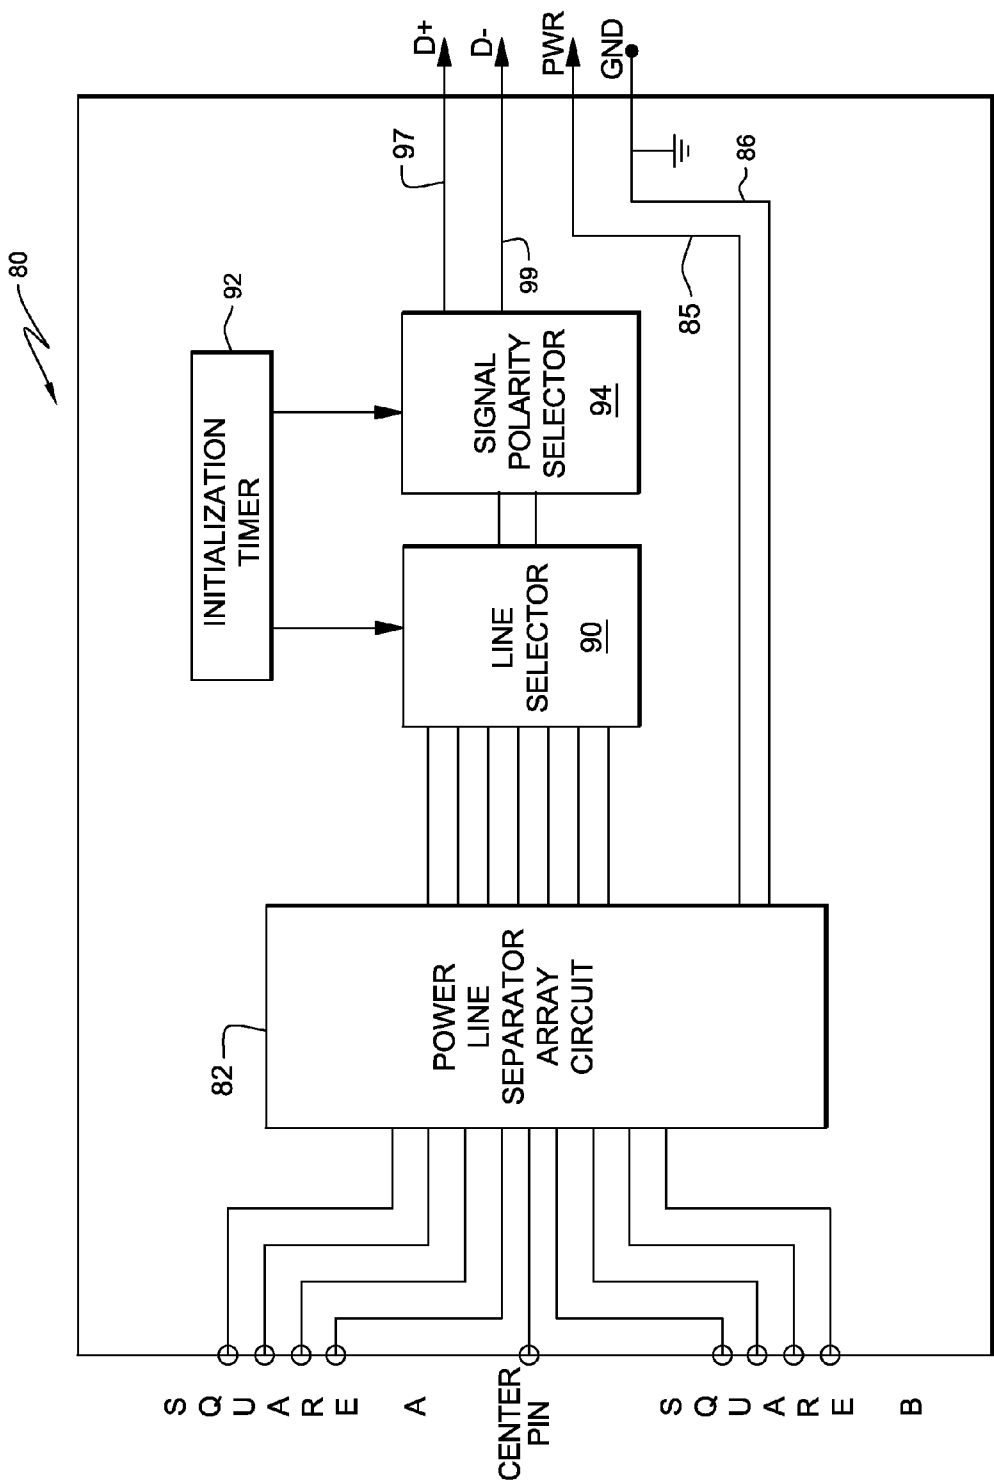 80
INITIALIZATION
TIMER
92
SQUARE A
CENTER
PIN
SQUARE B
82
POWER
LINE
SEPARATOR
ARRAY
CIRCUIT
LINE
SELECTOR
90
SIGNAL
POLARITY
SELECTOR
94
97
99
85
86
D+
D-
PWR
GND